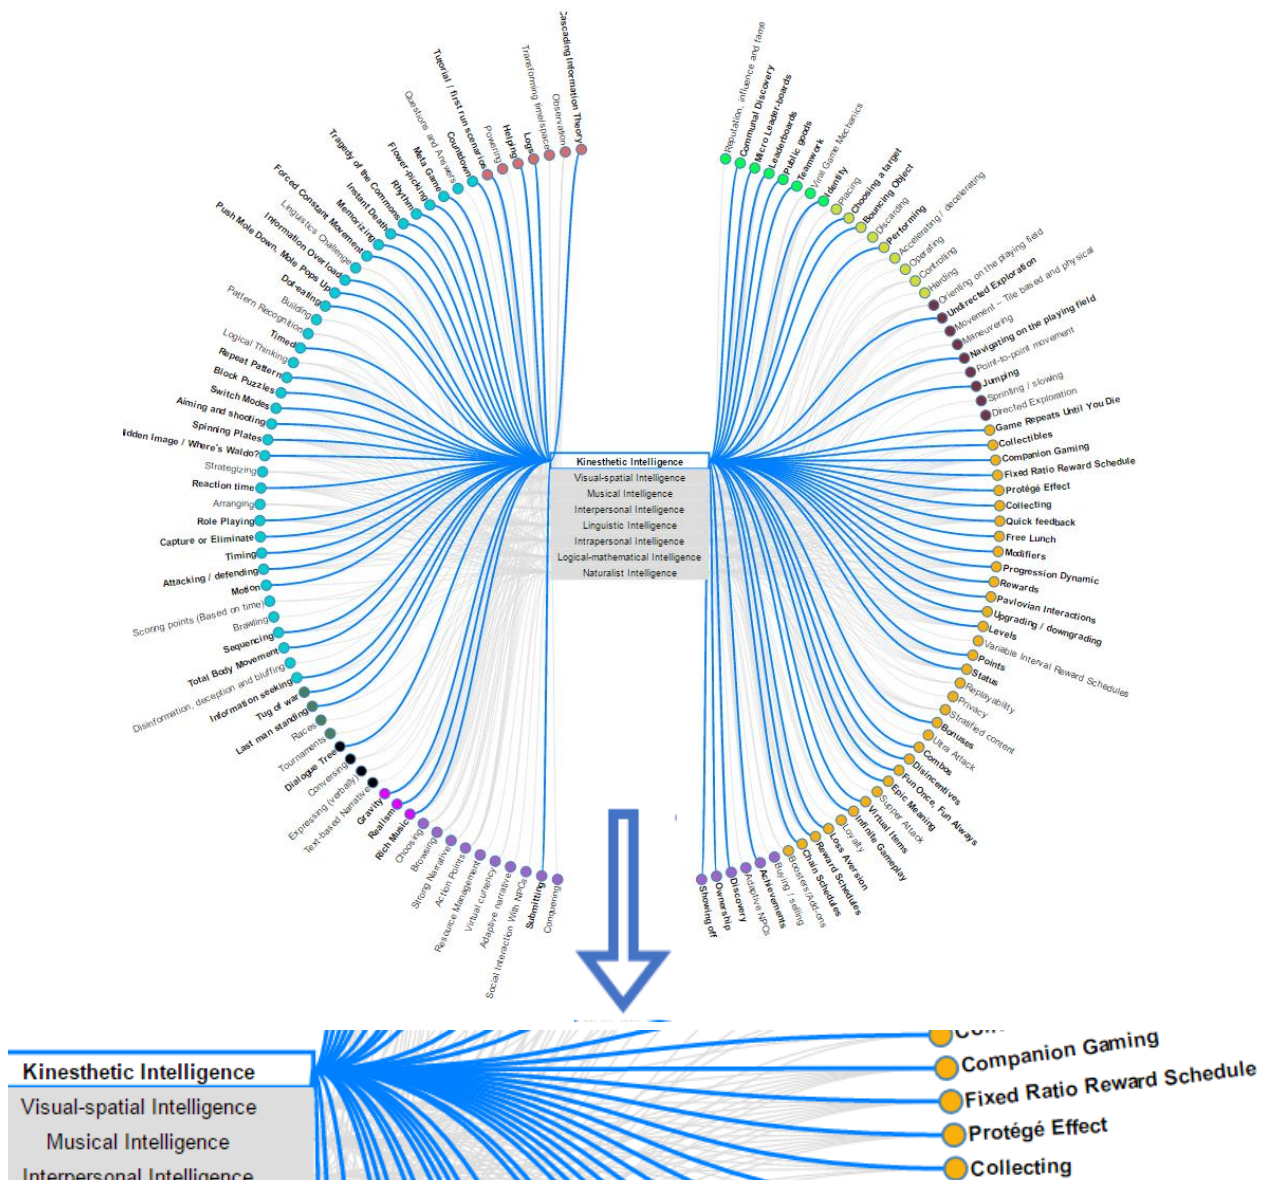 Cascading Information Theory
Observation
Transforming time/space
Logs
Helping
Powering
Tutorial / first run scenarios
Countdown
Questions and Answers
Meta Game
Flower-picking
Rhythm
Tragedy of the Commons
Instant Death
Memorizing
Forced Constant Movement
Linguistics Challenge
Information Overload
Push Mole Down, Mole Pops Up
Dot-eating
Building
Pattern Recognition
Timed
Logical Thinking
Repeat Pattern
Block Puzzles
Switch Modes
Aiming and shooting
Spinning Plates
idden Image / Where's Waldo?
Strategizing
Reaction time
Arranging
Role Playing
Capture or Eliminate
Timing
Attacking / defending
Motion
Scoring points (Based on time)
Brawling
Sequencing
Total Body Movement
Disinformation, deception and bluffing
Information seeking
Tug of war
Last man standing
Races
Tournaments
Dialogue Tree
Conversing
Expressing (verbally)
Text-based Narrative
Gravity
Realism
Rich Music
Choosing
Browsing
Strong Narrative
Action Points
Resource Management
Virtual currency
Adaptive narrative
Social Interaction With NPCs
Submitting
Conquering
Kinesthetic Intelligence
Visual-spatial Intelligence
Musical Intelligence
Interpersonal Intelligence
Linguistic Intelligence
Intrapersonal Intelligence
Logical-mathematical Intelligence
Naturalist Intelligence
Reputation, influence and fame
Communal Discovery
Micro Leader-boards
Leaderboards
Public goods
Teamwork
Viral Game Mechanics
Identity
Placing
Choosing a target
Bouncing Object
Discarding
Performing
Accelerating / decelerating
Operating
Controlling
Herding
Orienting on the playing field
Undirected Exploration
Movement – Tile based and physical
Maneuvering
Navigating on the playing field
Point-to-point movement
Jumping
Sprinting / slowing
Directed Exploration
Game Repeats Until You Die
Collectibles
Companion Gaming
Fixed Ratio Reward Schedule
Protégé Effect
Collecting
Quick feedback
Free Lunch
Modifiers
Progression Dynamic
Rewards
Pavlovian Interactions
Upgrading / downgrading
Levels
Variable Interval Reward Schedules
Points
Status
Replayability
Privacy
Stratified content
Bonuses
Ultra Attack
Combos
Disincentives
Fun Once, Fun Always
Epic Meaning
Supper Attack
Virtual Items
Infinite Gameplay
Loyalty
Loss Aversion
Reward Schedules
Chain Schedules
Boosters/Add-ons
Buying / selling
Achievements
Adaptive NPCs
Discovery
Ownership
Showing off
Kinesthetic Intelligence
Visual-spatial Intelligence
Musical Intelligence
Interpersonal Intelligence
Companion Gaming
Fixed Ratio Reward Schedule
Protégé Effect
Collecting